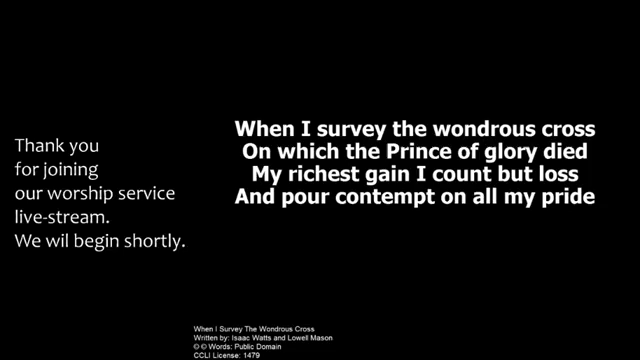 Thank you
for joining
our worship service
live-stream.
We wil begin shortly.
When I survey the wondrous cross
On which the Prince of glory died
My richest gain I count but loss
And pour contempt on all my pride
When I Survey The Wondrous Cross
Written by: Isaac Watts and Lowell Mason
© © Words: Public Domain
CCLI License: 1479